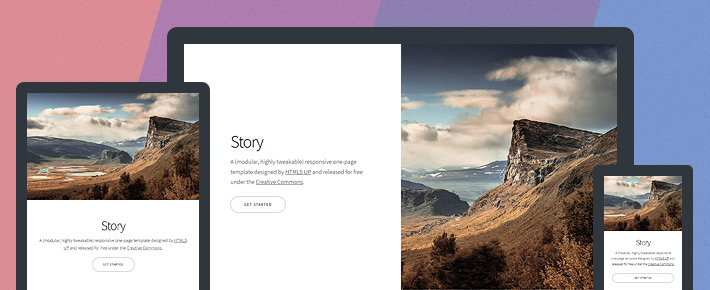 Story
A (modular, highly tweakable) responsive one-page
template designed by HTML5 UP and released for free
under the Creative Commons.
GET STARTED
Story
A (modular, highly tweakable) responsive one-page template designed by HTML5
UP and released for free under the Creative Commons.
GET STARTED
Story
A (modular, highly tweakable) responsive
one-page template designed by HTML5 UP and
released for free under the Creative Commons.
GET STARTED